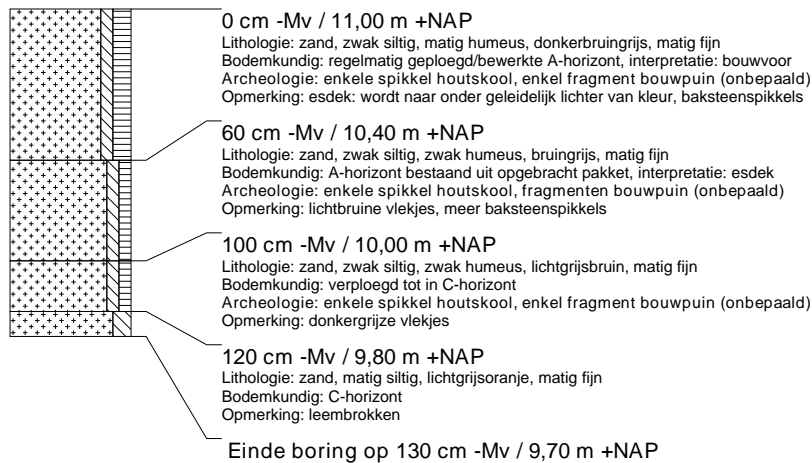 0 cm -Mv / 11,00 m +NAP
Lithologie: zand, zwak siltig, matig humeus, donkerbruingrijs, matig fijn
Bodemkundig: regelmatig geploegd/bewerkte A-horizont, interpretatie: bouwvoor
Archeologie: enkele spikkel houtskool, enkel fragment bouwpuin (onbepaald)
Opmerking: esdek: wordt naar onder geleidelijk lichter van kleur, baksteenspikkels
60 cm -Mv / 10,40 m +NAP
Lithologie: zand, zwak siltig, zwak humeus, bruingrijs, matig fijn
Bodemkundig: A-horizont bestaand uit opgebracht pakket, interpretatie: esdek
Archeologie: enkele spikkel houtskool, fragmenten bouwpuin (onbepaald)
Opmerking: lichtbruine vlekjes, meer baksteenspikkels
100 cm -Mv / 10,00 m +NAP
Lithologie: zand, zwak siltig, zwak humeus, lichtgrijsbruin, matig fijn
Bodemkundig: verploegd tot in C-horizont
Archeologie: enkele spikkel houtskool, enkel fragment bouwpuin (onbepaald)
Opmerking: donkergrijze vlekjes
120 cm -Mv / 9,80 m +NAP
Lithologie: zand, matig siltig, lichtgrijsoranje, matig fijn
Bodemkundig: C-horizont
Opmerking: leembrokken
Einde boring op 130 cm -Mv / 9,70 m +NAP